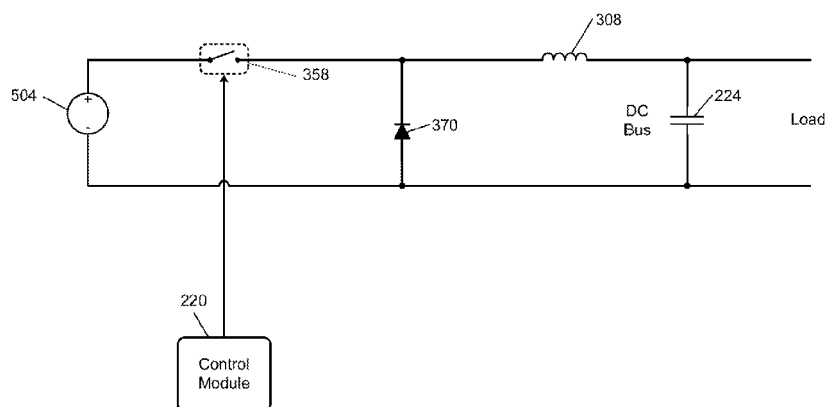 308
358
504
+
-
370
DC
Bus
224
Load
220
Control
Module